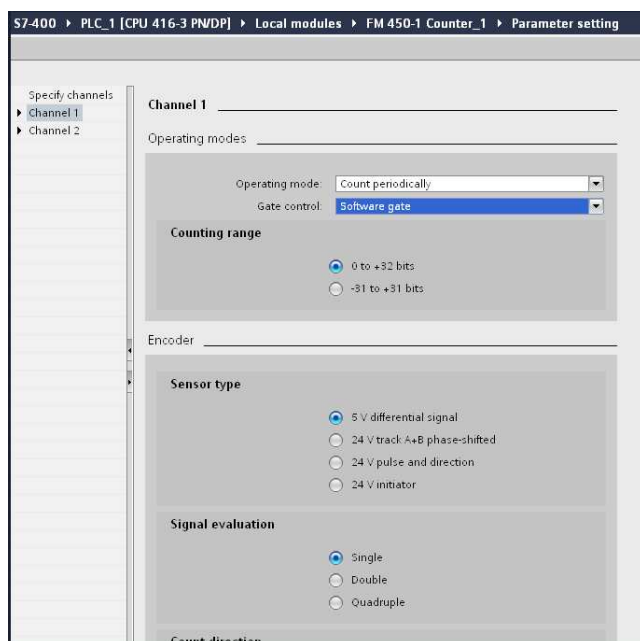 S7-400 ▸ PLC_1 [CPU 416-3 PN/DP] ▸ Local modules ▸ FM 450-1 Counter_1 ▸ Parameter setting
Specify channels
Channel 1
Channel 2
Channel 1
Operating modes
Operating mode: Count periodically
Gate control: Software gate
Counting range
0 to +32 bits
-31 to +31 bits
Encoder
Sensor type
5 V differential signal
24 V track A+B phase-shifted
24 V pulse and direction
24 V initiator
Signal evaluation
Single
Double
Quadruple
Count direction